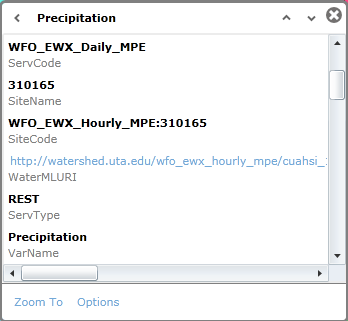 Precipitation
WFO_EWX_Daily_MPE
ServCode
310165
SiteName
WFO_EWX_Hourly_MPE:310165
SiteCode
http://watershed.uta.edu/wfo_ewx_hourly_mpe/cuahsi_
WaterMLURI
REST
ServType
Precipitation
VarName
Zoom To Options